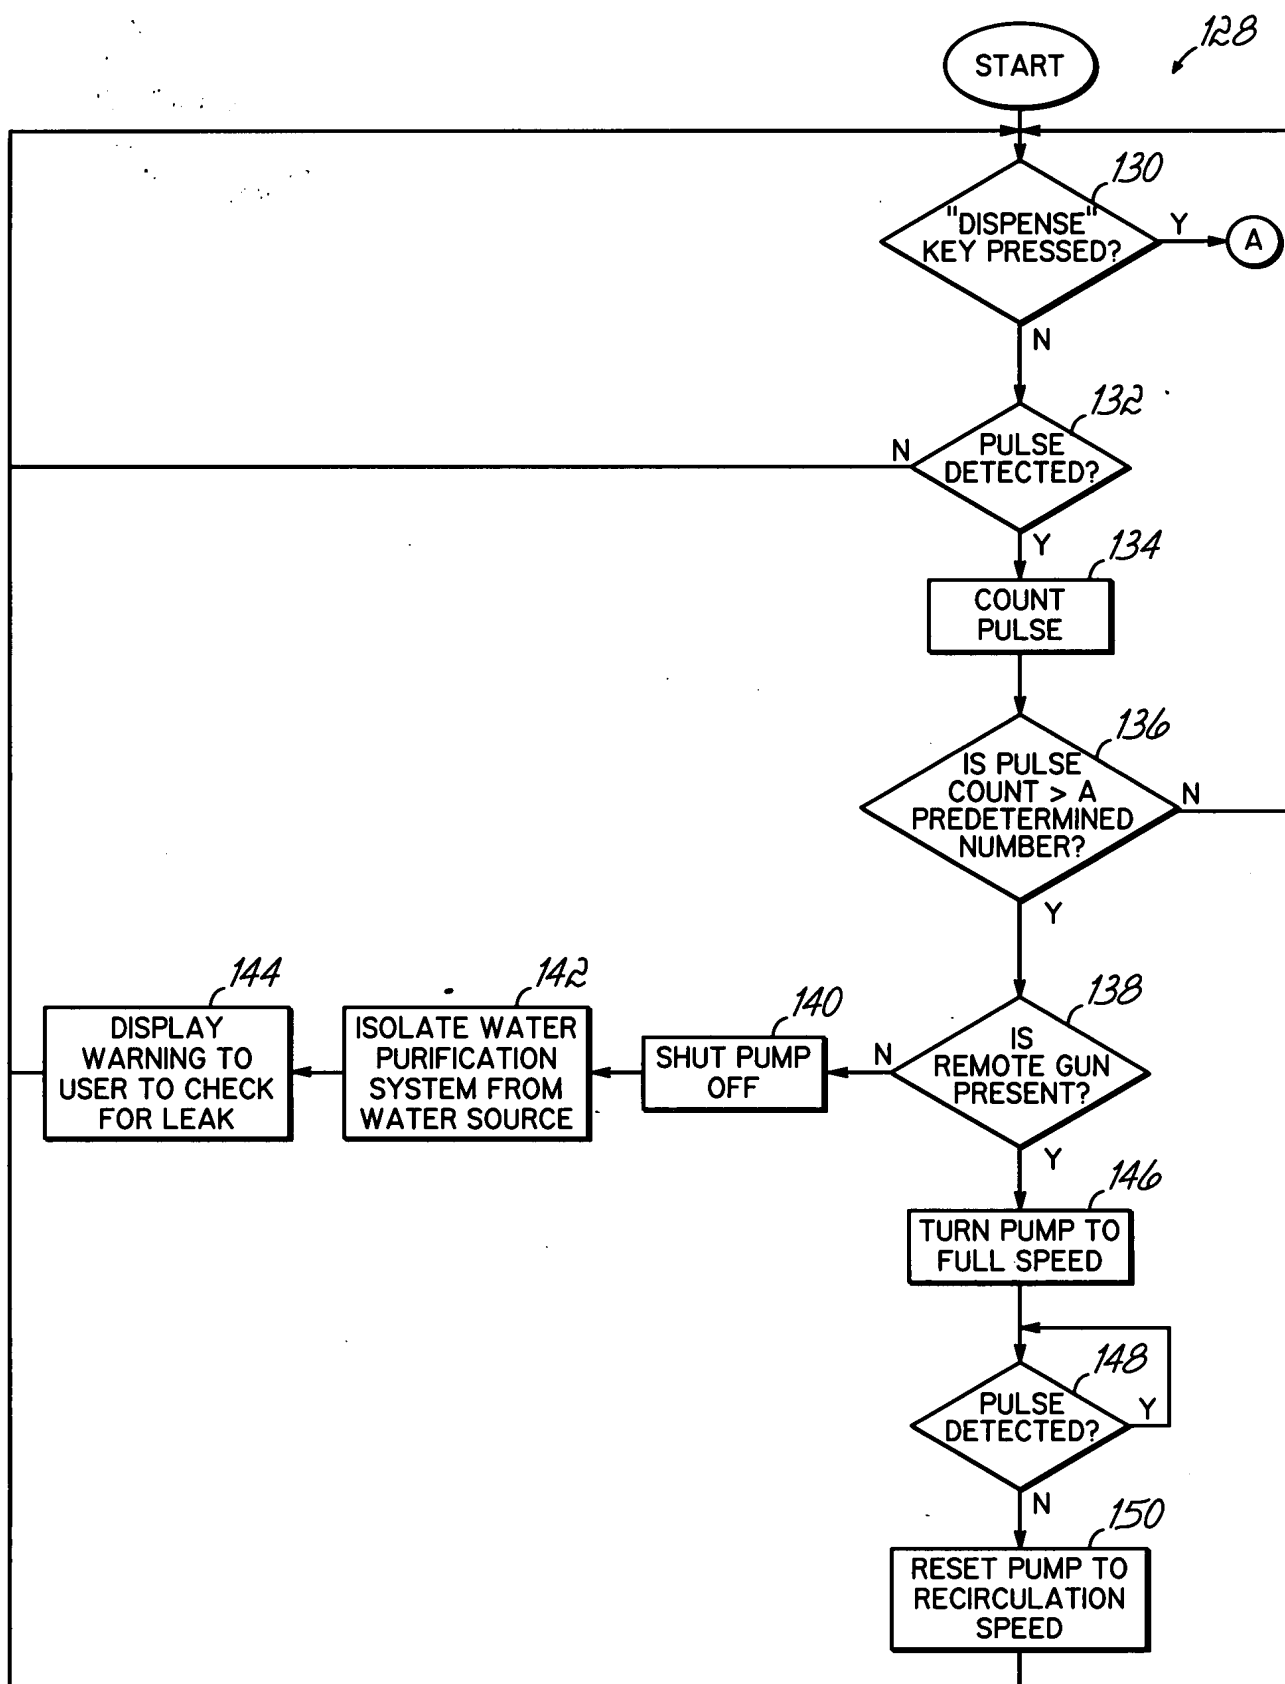 128
START
130
"DISPENSE"
KEY PRESSED?
Y
A
N
132
N
PULSE
DETECTED?
Y
134
COUNT
PULSE
136
IS PULSE
COUNT > A
PREDETERMINED
NUMBER?
N
Y
144
DISPLAY
WARNING TO
USER TO CHECK
FOR LEAK
142
ISOLATE WATER
PURIFICATION
SYSTEM FROM
WATER SOURCE
140
SHUT PUMP
OFF
138
N
IS
REMOTE GUN
PRESENT?
Y
146
TURN PUMP TO
FULL SPEED
148
PULSE
DETECTED?
Y
N
150
RESET PUMP TO
RECIRCULATION
SPEED